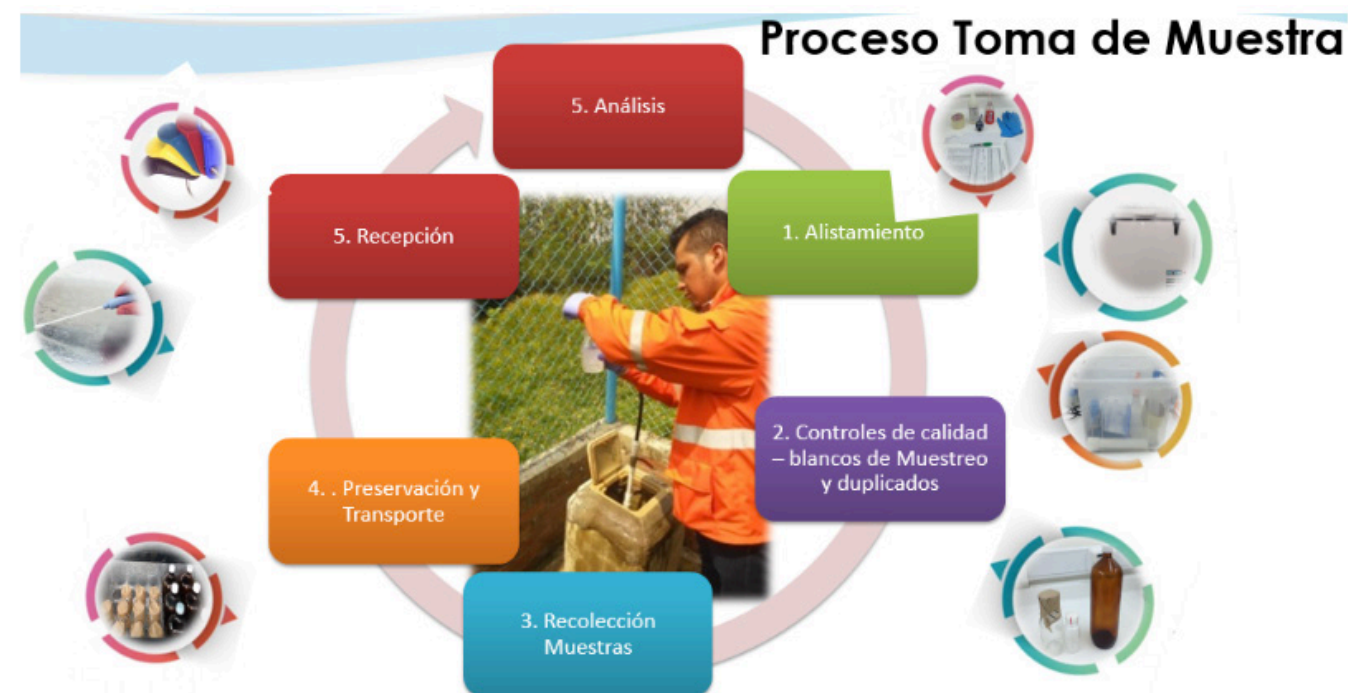 Proceso Toma de Muestra
5. Análisis
1. Alistamiento
2. Controles de calidad
– blancos de Muestreo
y duplicados
3. Recolección
Muestras
4. . Preservación y
Transporte
5. Recepción